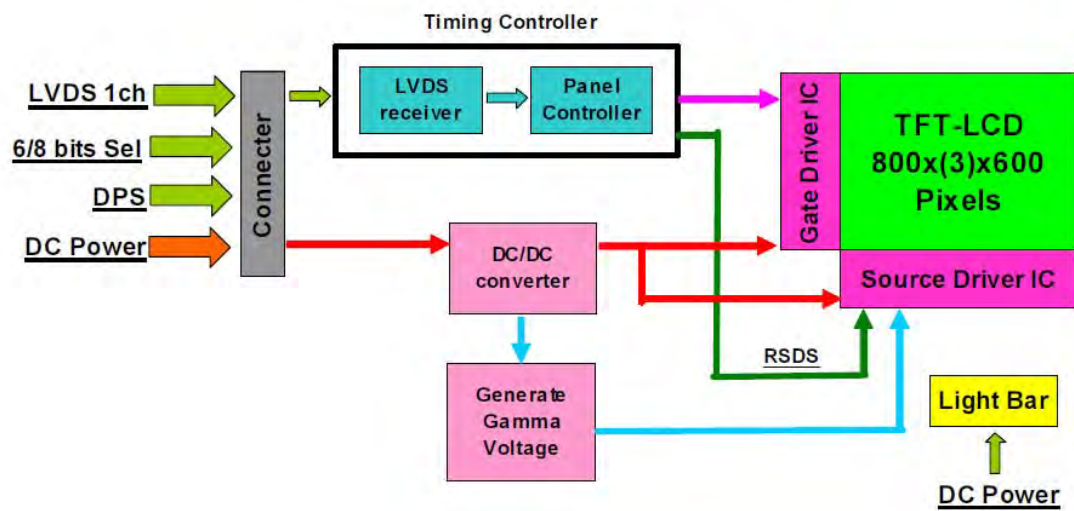 Timing Controller
LVDS 1ch
6/8 bits Sel
DPS
DC Power
Connecter
LVDS
receiver
Panel
Controller
Gate Driver IC
TFT-LCD
800x(3)x600
Pixels
Source Driver IC
DC/DC
converter
RSDS
Generate
Gamma
Voltage
Light Bar
DC Power